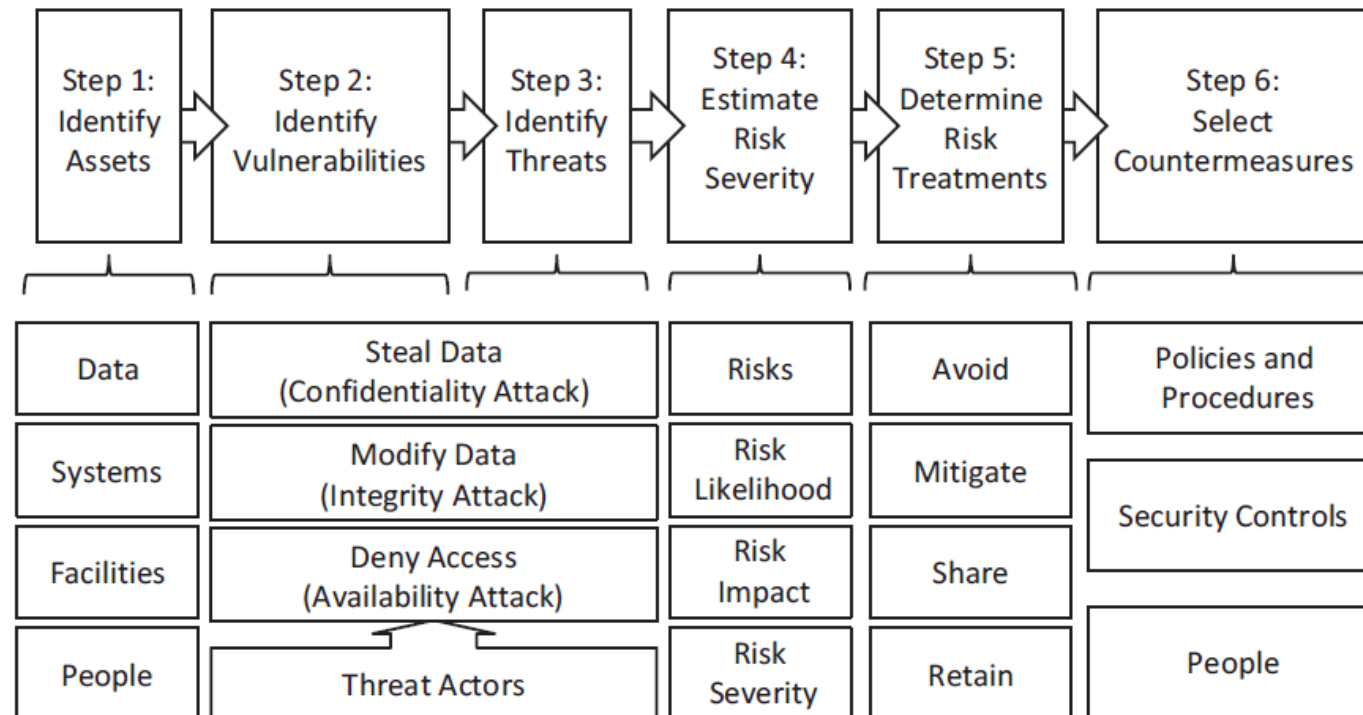 Step 1:
Identify
Assets
Step 2:
Identify
Vulnerabilities
Step 3:
Identify
Threats
Step 4:
Estimate
Risk
Severity
Step 5:
Determine
Risk
Treatments
Step 6:
Select
Countermeasures
Data
Systems
Facilities
People
Steal Data
(Confidentiality Attack)
Modify Data
(Integrity Attack)
Deny Access
(Availability Attack)
Threat Actors
Risks
Risk
Likelihood
Risk
Impact
Risk
Severity
Avoid
Mitigate
Share
Retain
Policies and
Procedures
Security Controls
People